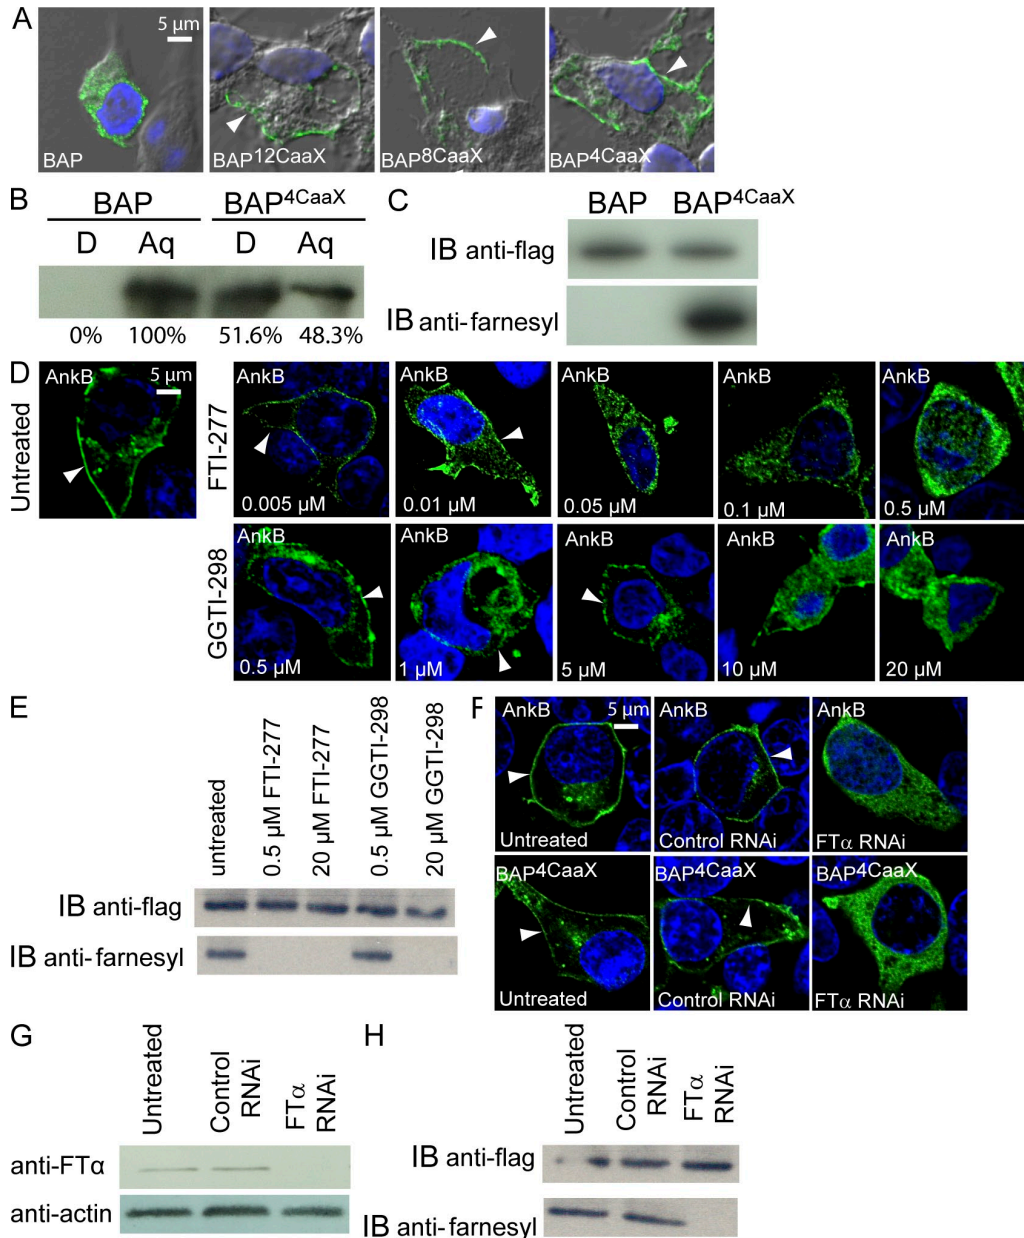 A
5 µm
BAP
BAP12CaaX
BAP8CaaX
BAP4CaaX
B
BAP
BAP4CaaX
D
Aq
D
Aq
0%
100%
51.6%
48.3%
C
BAP
BAP4CaaX
IB anti-flag
IB anti-farnesyl
D
Untreated
AnkB
5 µm
FTI-277
AnkB
0.005 µM
AnkB
0.01 µM
AnkB
0.05 µM
AnkB
0.1 µM
AnkB
0.5 µM
GGTI-298
AnkB
0.5 µM
AnkB
1 µM
AnkB
5 µM
AnkB
10 µM
AnkB
20 µM
E
untreated
0.5 µM FTI-277
20 µM FTI-277
0.5 µM GGTI-298
20 µM GGTI-298
IB anti-flag
IB anti-farnesyl
F
AnkB
5 µm
Untreated
AnkB
Control RNAi
AnkB
FTα RNAi
BAP4CaaX
Untreated
BAP4CaaX
Control RNAi
BAP4CaaX
FTα RNAi
G
Untreated
Control
RNAi
FTα
RNAi
anti-FTα
anti-actin
H
Untreated
Control
RNAi
FTα
RNAi
IB anti-flag
IB anti-farnesyl